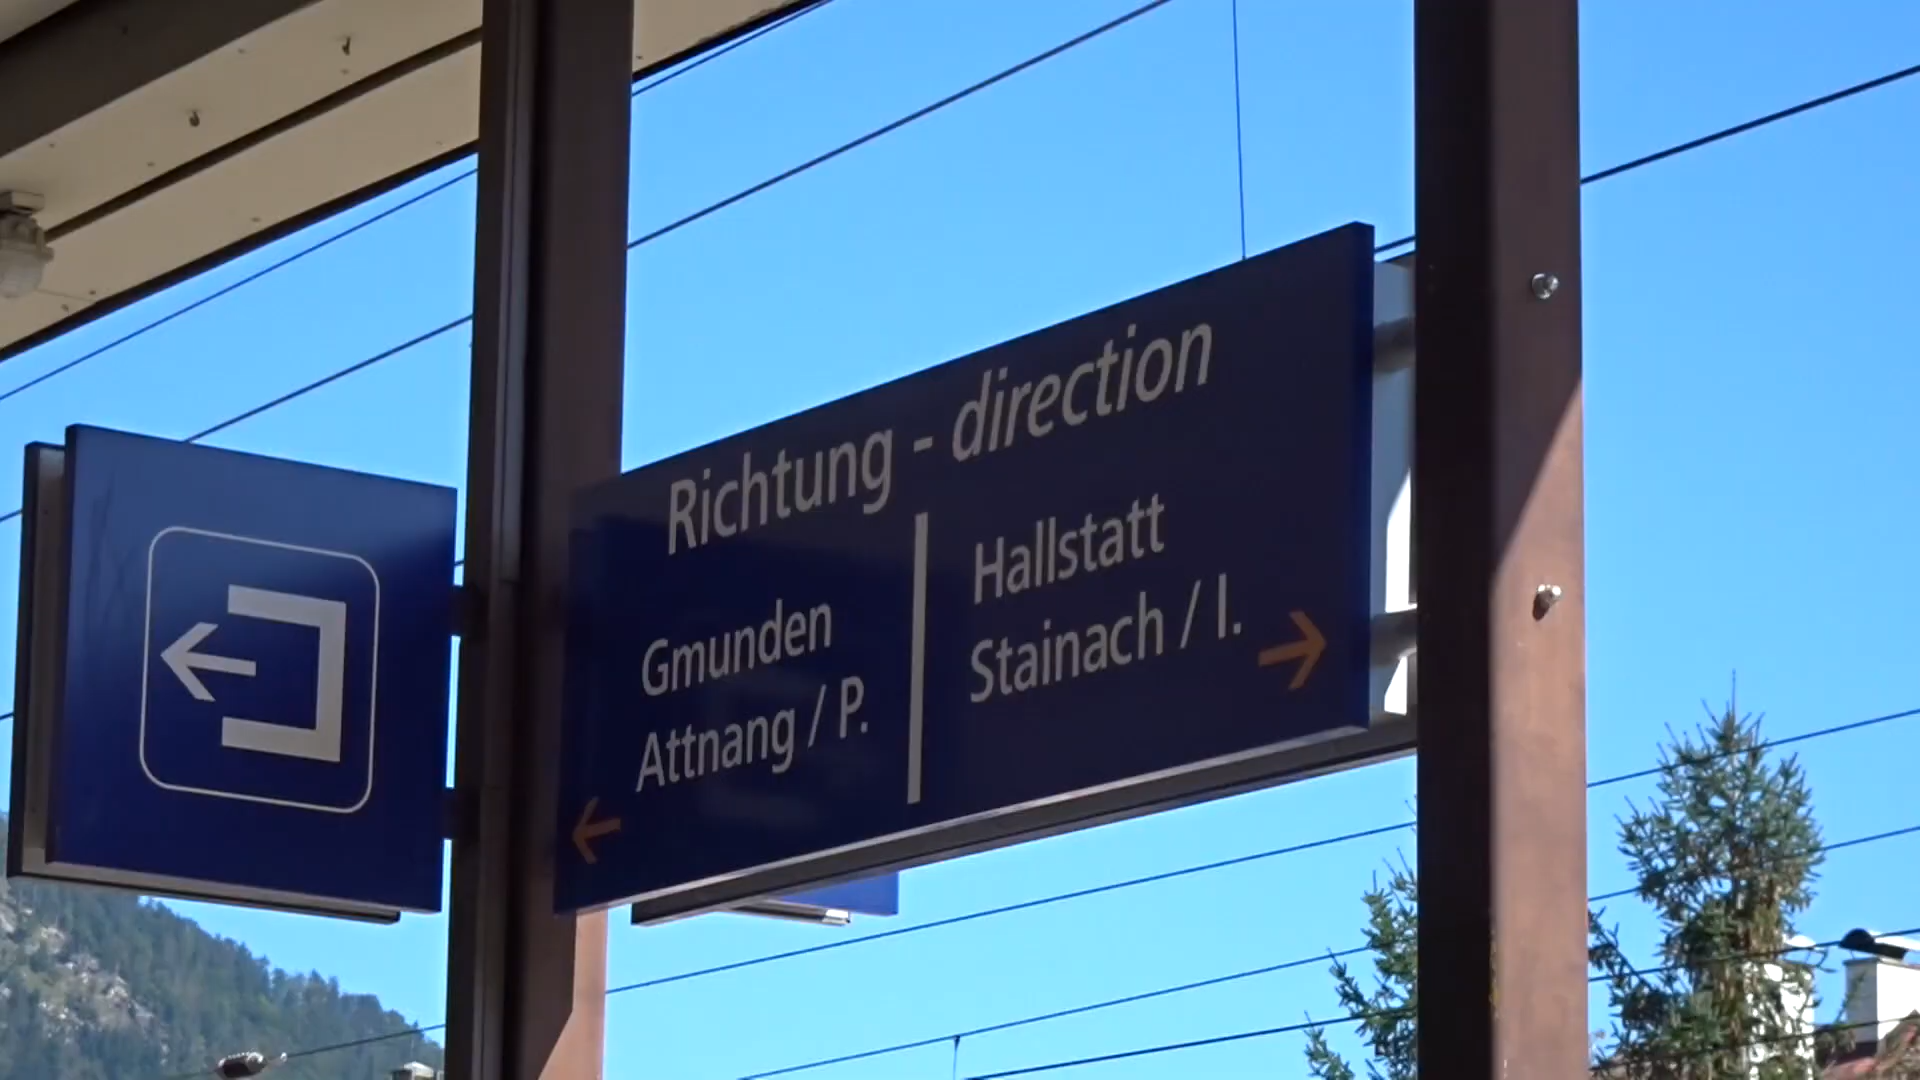 Richtung - direction
Gmunden
Attnang / P.
Hallstatt
Stainach / I.